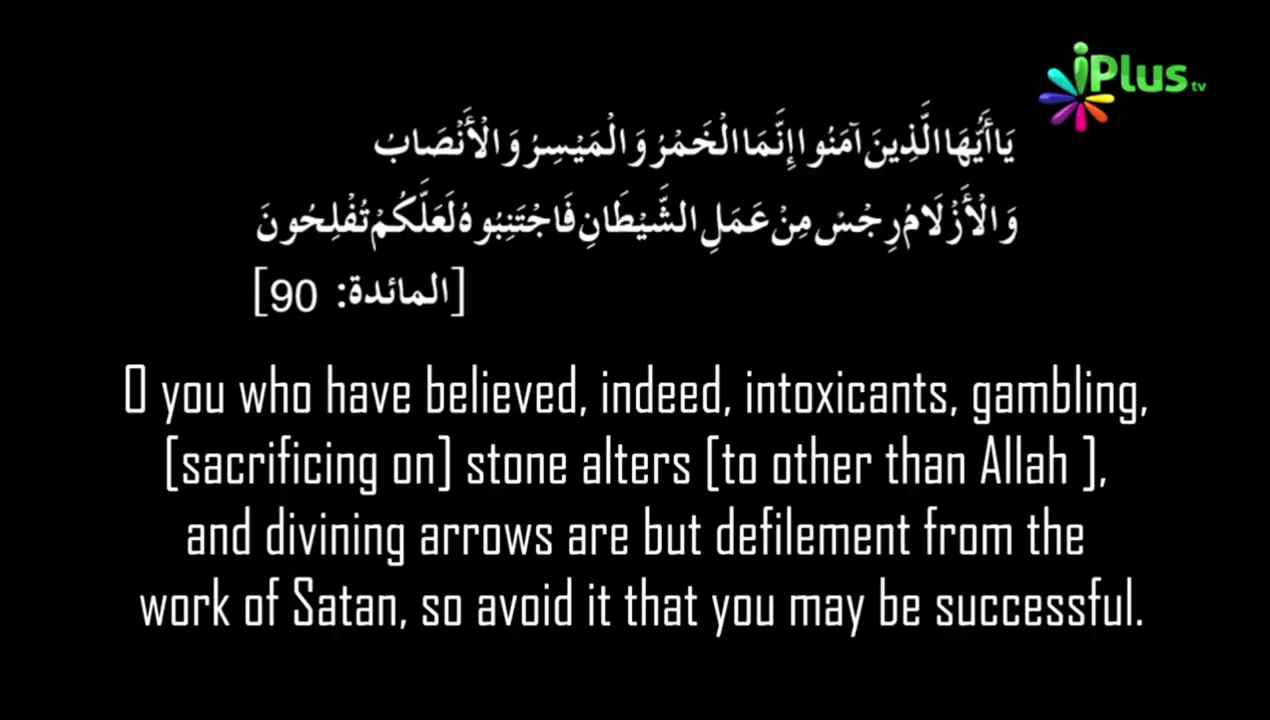 iPlus tv
يَا أَيُّهَا الَّذِينَ آمَنُوا إِنَّمَا الْخَمْرُ وَالْمَيْسِرُ وَالْأَنْصَابُ
وَالْأَزْلَامُ رِجْسٌ مِنْ عَمَلِ الشَّيْطَانِ فَاجْتَنِبُوهُ لَعَلَّكُمْ تُفْلِحُونَ
[المائدة: 90]
O you who have believed, indeed, intoxicants, gambling,
[sacrificing on] stone alters [to other than Allah ],
and divining arrows are but defilement from the
work of Satan, so avoid it that you may be successful.